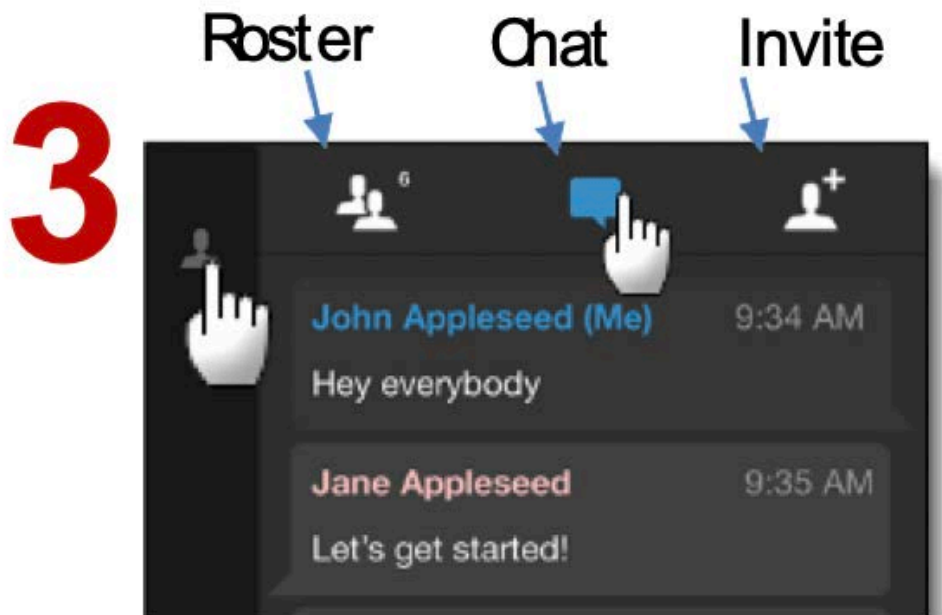 Roster Chat Invite
3
6
John Appleseed (Me) 9:34 AM
Hey everybody
Jane Appleseed 9:35 AM
Let's get started!